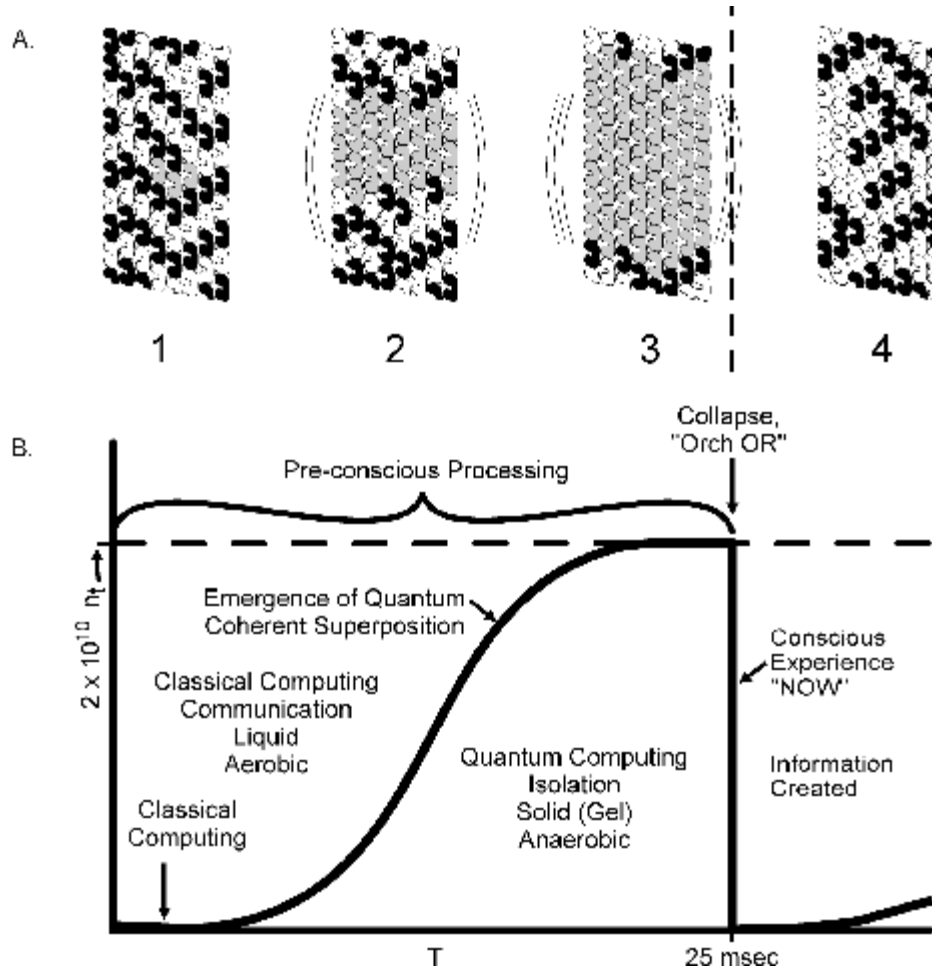 A.
1
2
3
4
B.
Collapse,
"Orch OR"
Pre-conscious Processing
2 x 10¹⁰ nt
Emergence of Quantum
Coherent Superposition
Classical Computing
Communication
Liquid
Aerobic
Conscious
Experience
"NOW"
Quantum Computing
Isolation
Solid (Gel)
Anaerobic
Information
Created
Classical
Computing
T
25 msec